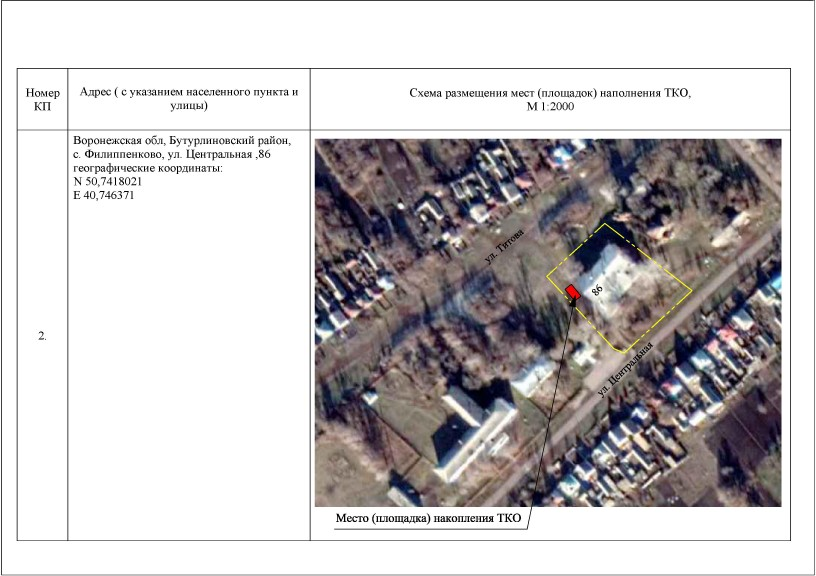 Номер
КП
Адрес ( с указанием населенного пункта и
улицы)
Схема размещения мест (площадок) наполнения ТКО,
М 1:2000
2.
Воронежская обл, Бутурлиновский район,
с. Филиппенково, ул. Центральная ,86
географические координаты:
N 50,7418021
E 40,746371
ул. Титова
86
ул. Центральная
Место (площадка) накопления ТКО